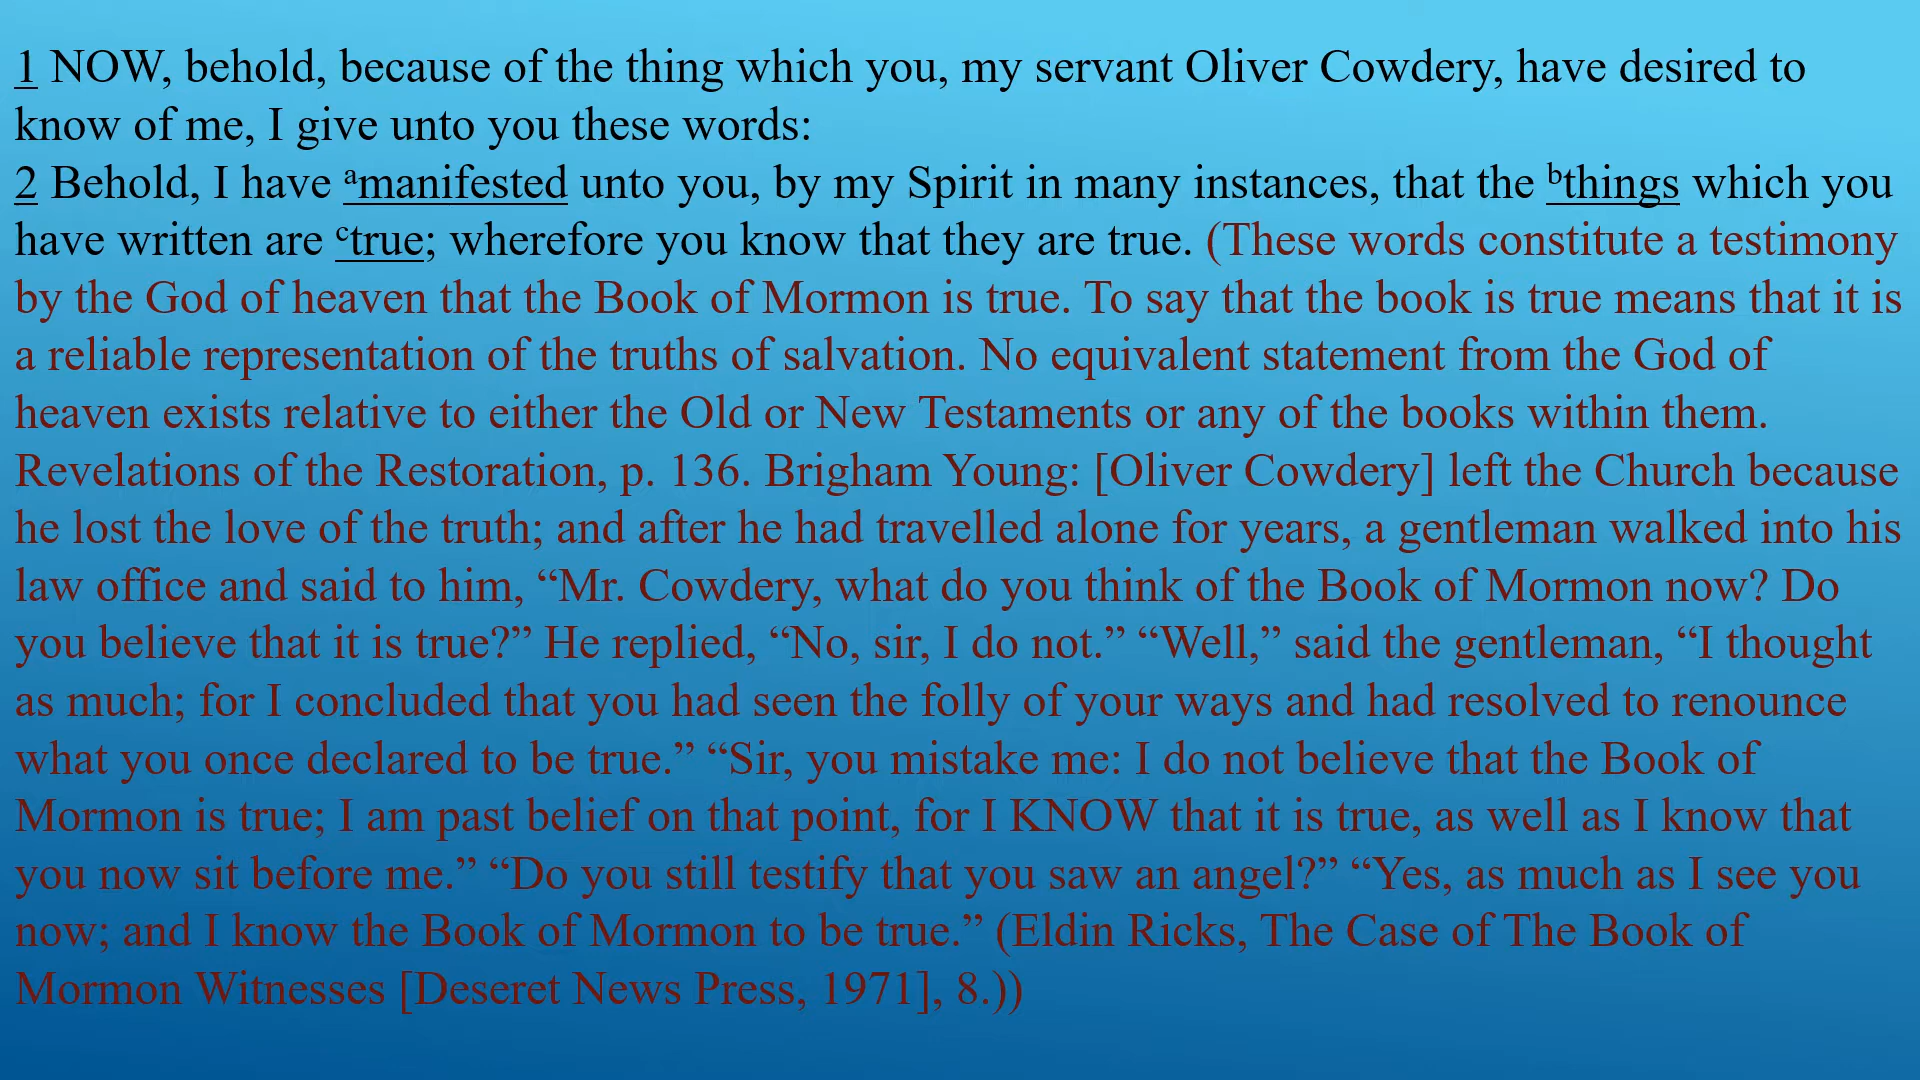 1 NOW, behold, because of the thing which you, my servant Oliver Cowdery, have desired to
know of me, I give unto you these words:
2 Behold, I have ᵃmanifested unto you, by my Spirit in many instances, that the ᵇthings which you
have written are ᶜtrue; wherefore you know that they are true. (These words constitute a testimony
by the God of heaven that the Book of Mormon is true. To say that the book is true means that it is
a reliable representation of the truths of salvation. No equivalent statement from the God of
heaven exists relative to either the Old or New Testaments or any of the books within them.
Revelations of the Restoration, p. 136. Brigham Young: [Oliver Cowdery] left the Church because
he lost the love of the truth; and after he had travelled alone for years, a gentleman walked into his
law office and said to him, “Mr. Cowdery, what do you think of the Book of Mormon now? Do
you believe that it is true?” He replied, “No, sir, I do not.” “Well,” said the gentleman, “I thought
as much; for I concluded that you had seen the folly of your ways and had resolved to renounce
what you once declared to be true.” “Sir, you mistake me: I do not believe that the Book of
Mormon is true; I am past belief on that point, for I KNOW that it is true, as well as I know that
you now sit before me.” “Do you still testify that you saw an angel?” “Yes, as much as I see you
now; and I know the Book of Mormon to be true.” (Eldin Ricks, The Case of The Book of
Mormon Witnesses [Deseret News Press, 1971], 8.))